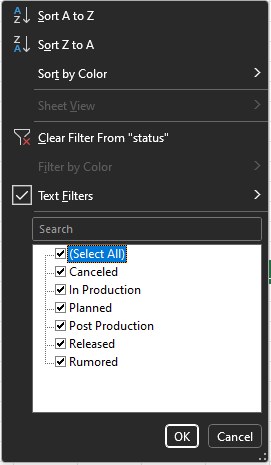 Sort A to Z
Sort Z to A
Sort by Color
Sheet View
Clear Filter From "status"
Filter by Color
Text Filters
Search
(Select All)
Canceled
In Production
Planned
Post Production
Released
Rumored
OK
Cancel